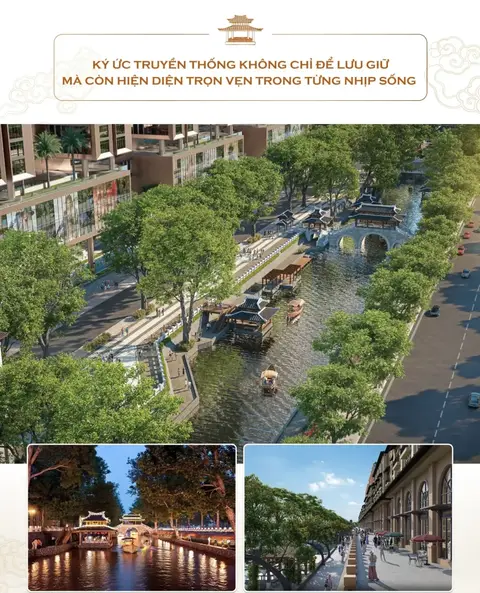 KÝ ỨC TRUYỀN THỐNG KHÔNG CHỈ ĐỂ LƯU GIỮ
MÀ CÒN HIỆN DIỆN TRỌN VẸN TRONG TỪNG NHỊP SỐNG